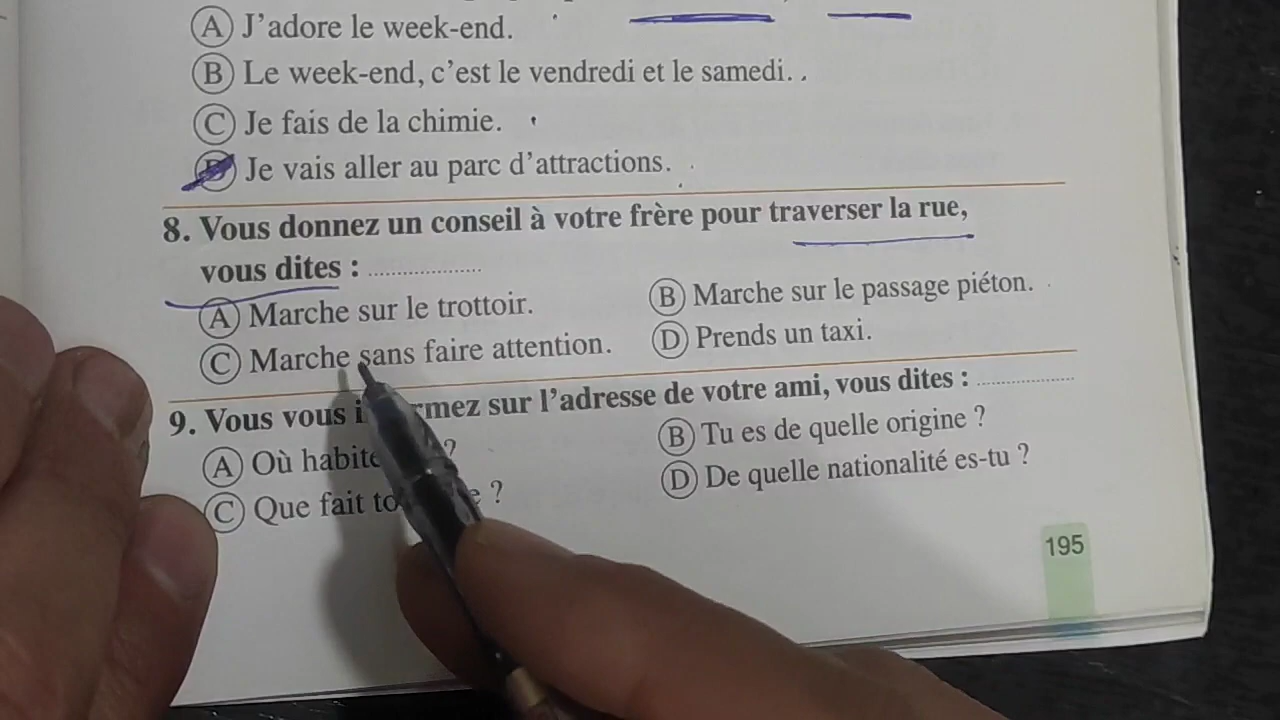 A J'adore le week-end.
B Le week-end, c'est le vendredi et le samedi.
C Je fais de la chimie.
D Je vais aller au parc d'attractions.
8. Vous donnez un conseil à votre frère pour traverser la rue,
vous dites : ....................
A Marche sur le trottoir.
B Marche sur le passage piéton.
C Marche sans faire attention.
D Prends un taxi.
9. Vous vous sur l'adresse de votre ami, vous dites : ..................
A Où ?
B Tu es de quelle origine ?
C Que fait ?
D De quelle nationalité es-tu ?
195